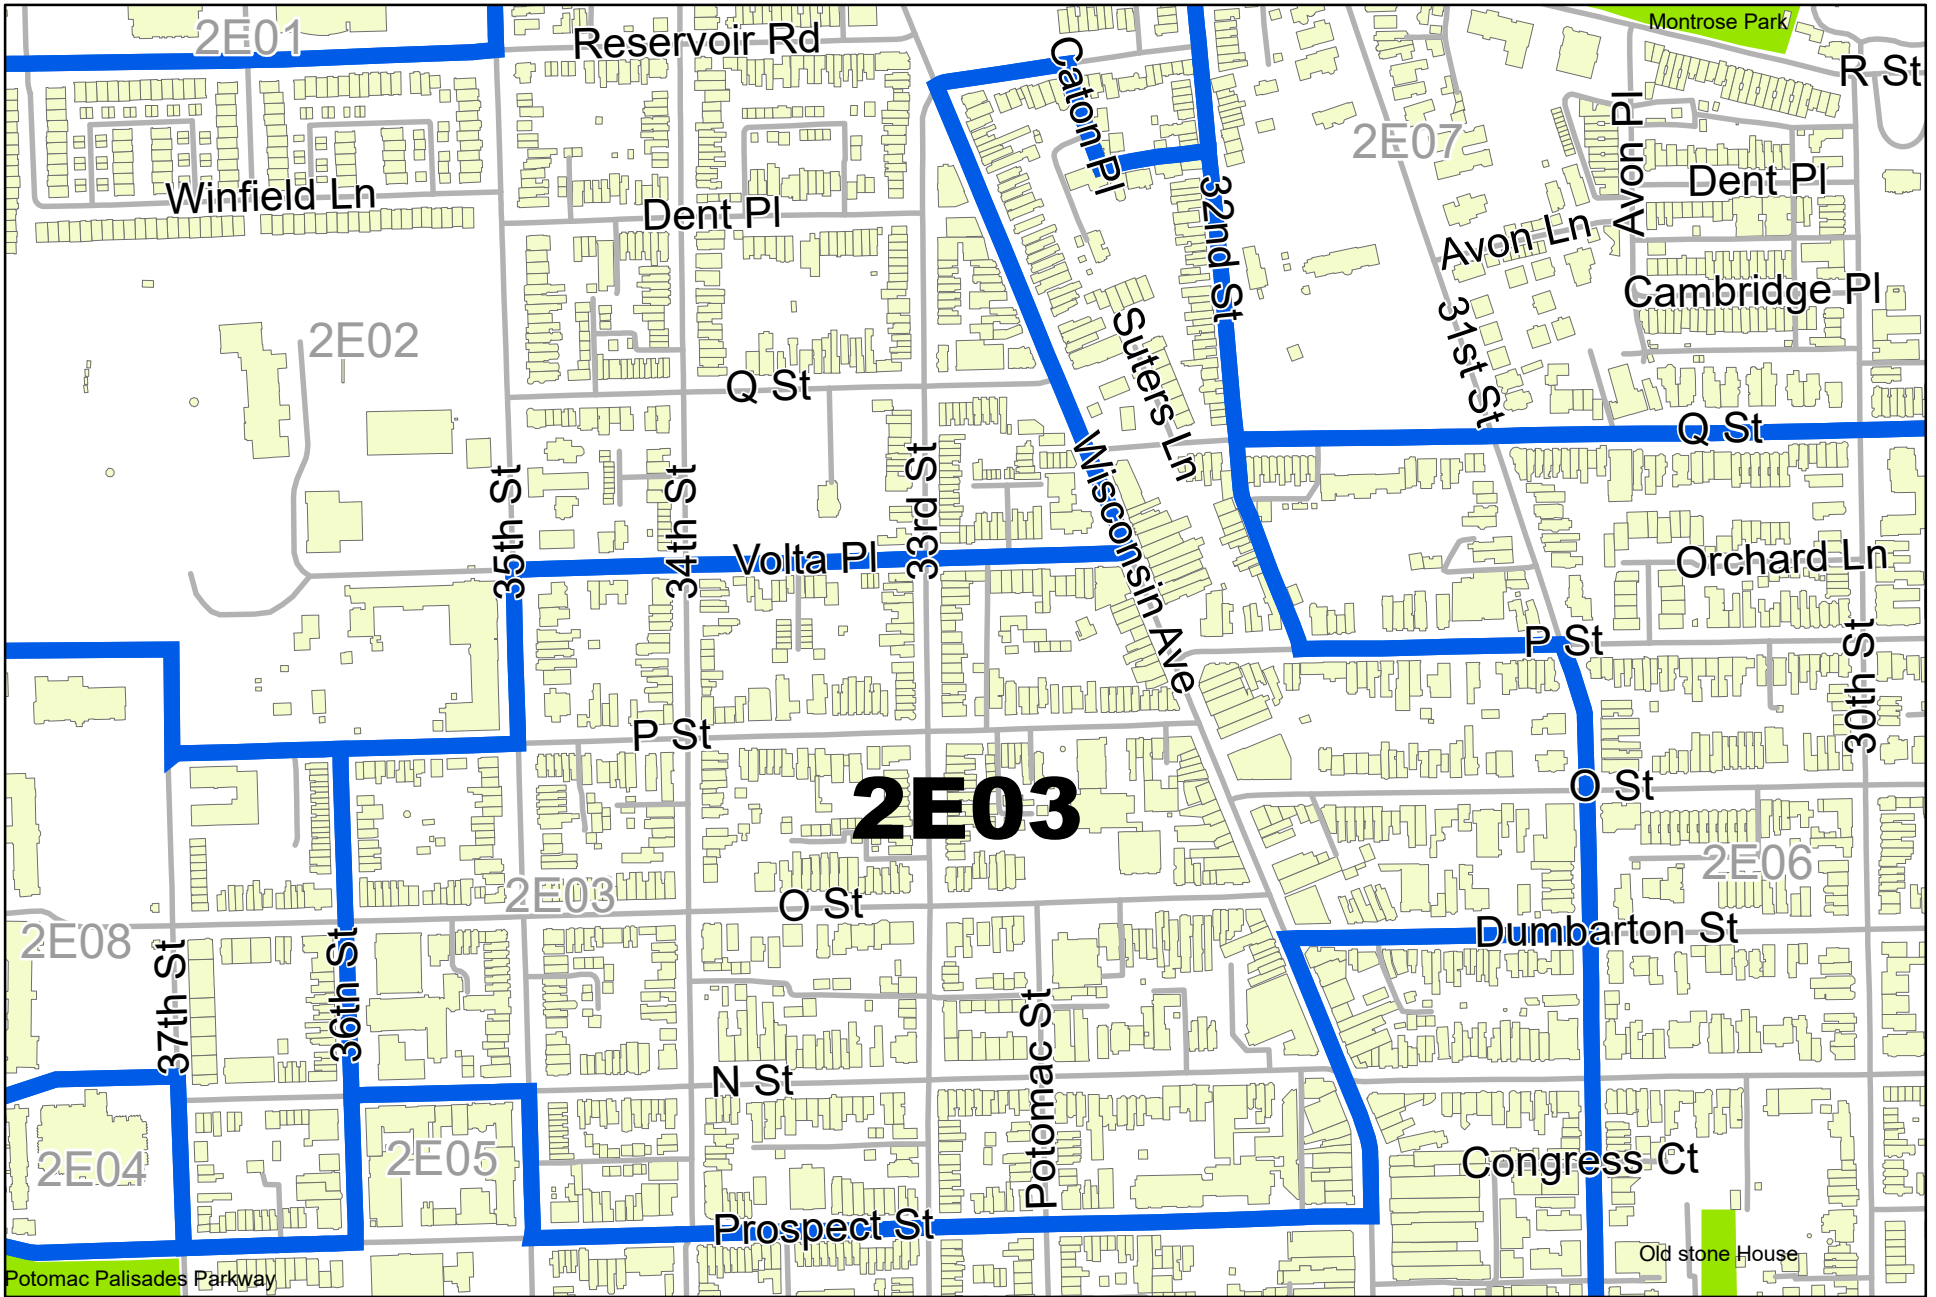 Montrose Park
2E01
Reservoir Rd
R St
Caton Pl
2E07
Avon Pl
Dent Pl
Winfield Ln
Dent Pl
32nd St
Avon Ln
Cambridge Pl
2E02
Suters Ln
31st St
Q St
Q St
Wisconsin Ave
35th St
34th St
33rd St
Volta Pl
Orchard Ln
P St
30th St
P St
2E03
O St
2E06
2E03
O St
2E08
37th St
36th St
Dumbarton St
Potomac St
N St
2E04
2E05
Congress Ct
Prospect St
Old stone House
Potomac Palisades Parkway